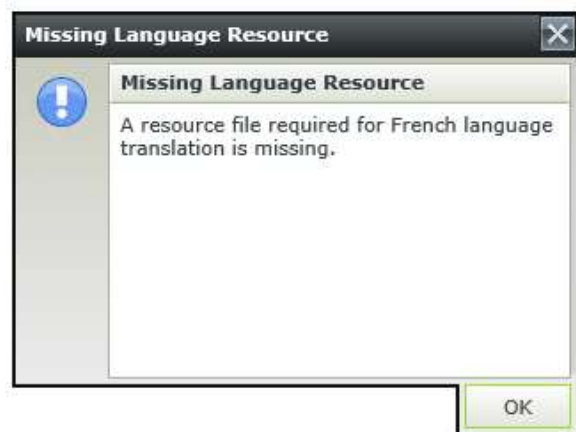 Missing Language Resource
Missing Language Resource
A resource file required for French language
translation is missing.
OK